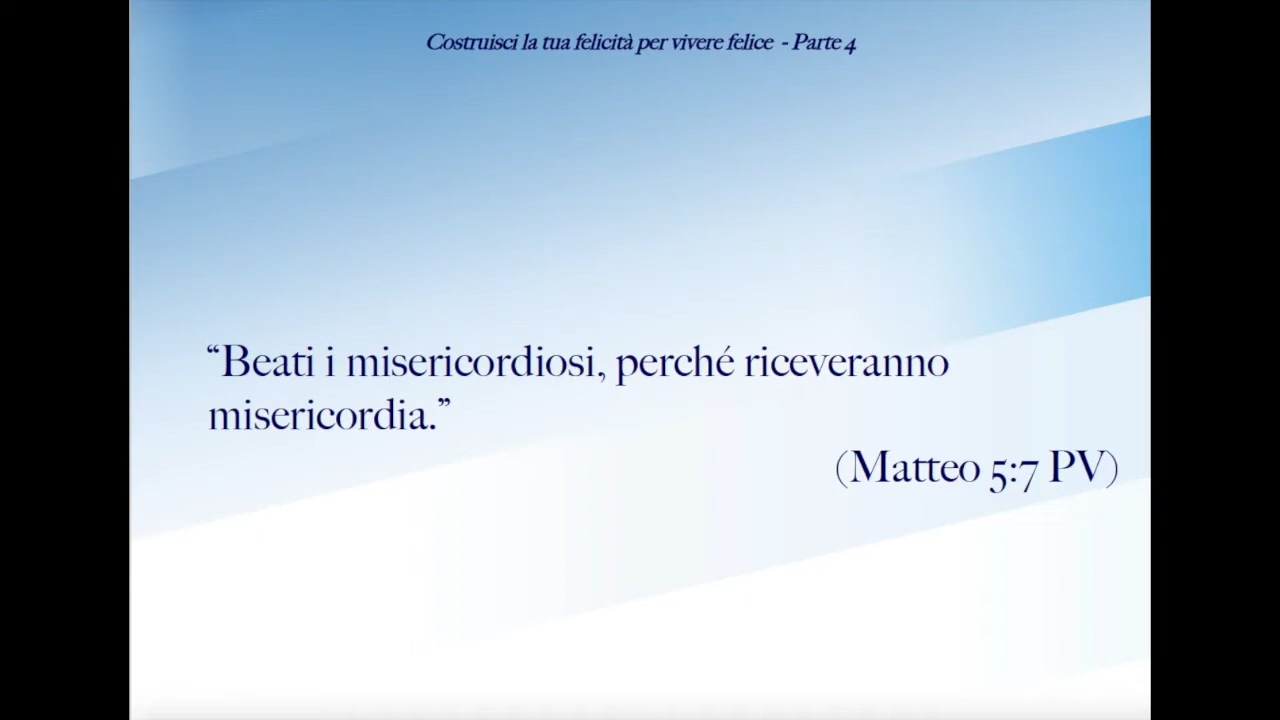 Costruisci la tua felicità per vivere felice - Parte 4
“Beati i misericordiosi, perché riceveranno
misericordia.”
(Matteo 5:7 PV)